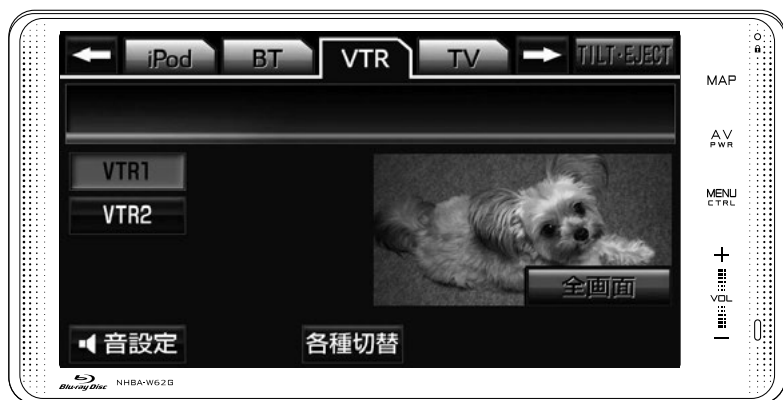 iPod BT VTR TV TILT·EJECT
MAP
AV
PWR
VTR1
MENU
CTRL
VTR2
全画面
VOL
音設定 各種切替
Blu-ray Disc NHBA-W62G